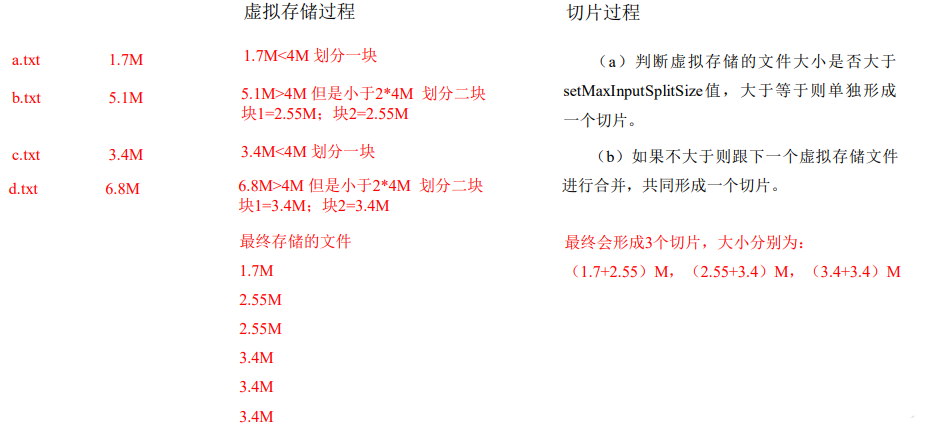 虚拟存储过程
切片过程
a.txt 1.7M 1.7M<4M 划分一块
b.txt 5.1M 5.1M>4M 但是小于2*4M 划分二块
块1=2.55M；块2=2.55M
c.txt 3.4M 3.4M<4M 划分一块
d.txt 6.8M 6.8M>4M 但是小于2*4M 划分二块
块1=3.4M；块2=3.4M
最终存储的文件
1.7M
2.55M
2.55M
3.4M
3.4M
3.4M
（a）判断虚拟存储的文件大小是否大于
setMaxInputSplitSize值，大于等于则单独形成
一个切片。
（b）如果不大于则跟下一个虚拟存储文件
进行合并，共同形成一个切片。
最终会形成3个切片，大小分别为：
（1.7+2.55）M，（2.55+3.4）M，（3.4+3.4）M